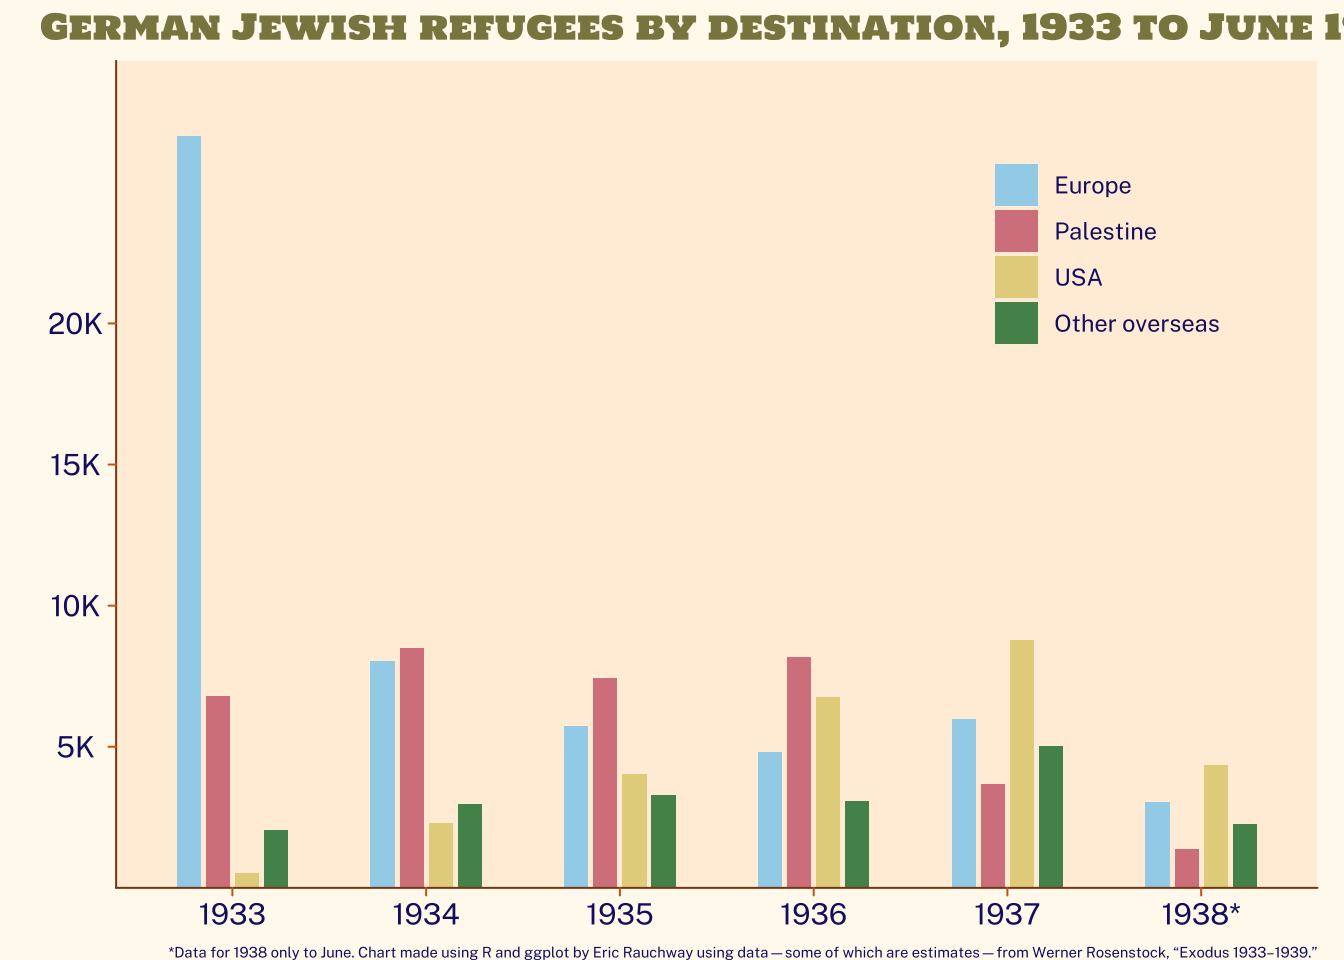 German Jewish refugees by destination, 1933 to June
Europe
Palestine
USA
Other overseas
20K
15K
10K
5K
1933 1934 1935 1936 1937 1938*
*Data for 1938 only to June. Chart made using R and ggplot by Eric Rauchway using data—some of which are estimates—from Werner Rosenstock, “Exodus 1933–1939.”